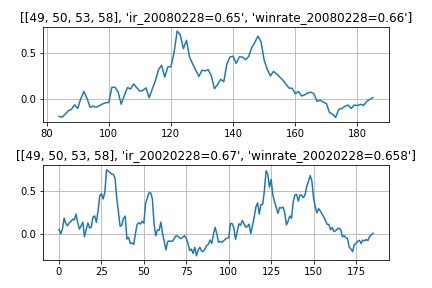 [[49, 50, 53, 58], 'ir_20080228=0.65', 'winrate_20080228=0.66']
0.5
0.0
80 100 120 140 160 180
[[49, 50, 53, 58], 'ir_20020228=0.67', 'winrate_20020228=0.658']
0.5
0.0
0 25 50 75 100 125 150 175